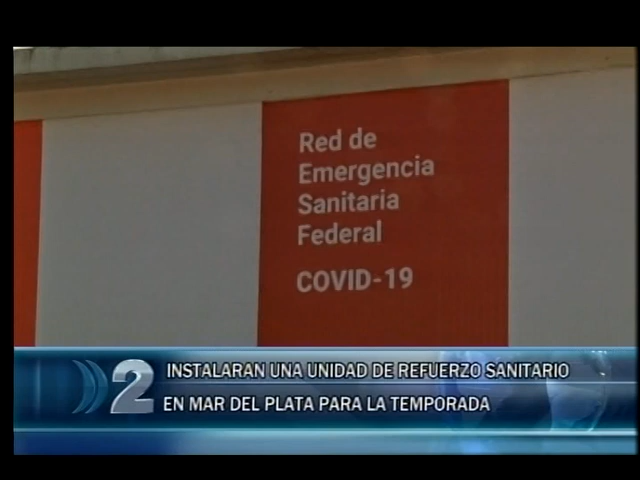 Red de
Emergencia
Sanitaria
Federal
COVID-19
2
INSTALARAN UNA UNIDAD DE REFUERZO SANITARIO
EN MAR DEL PLATA PARA LA TEMPORADA